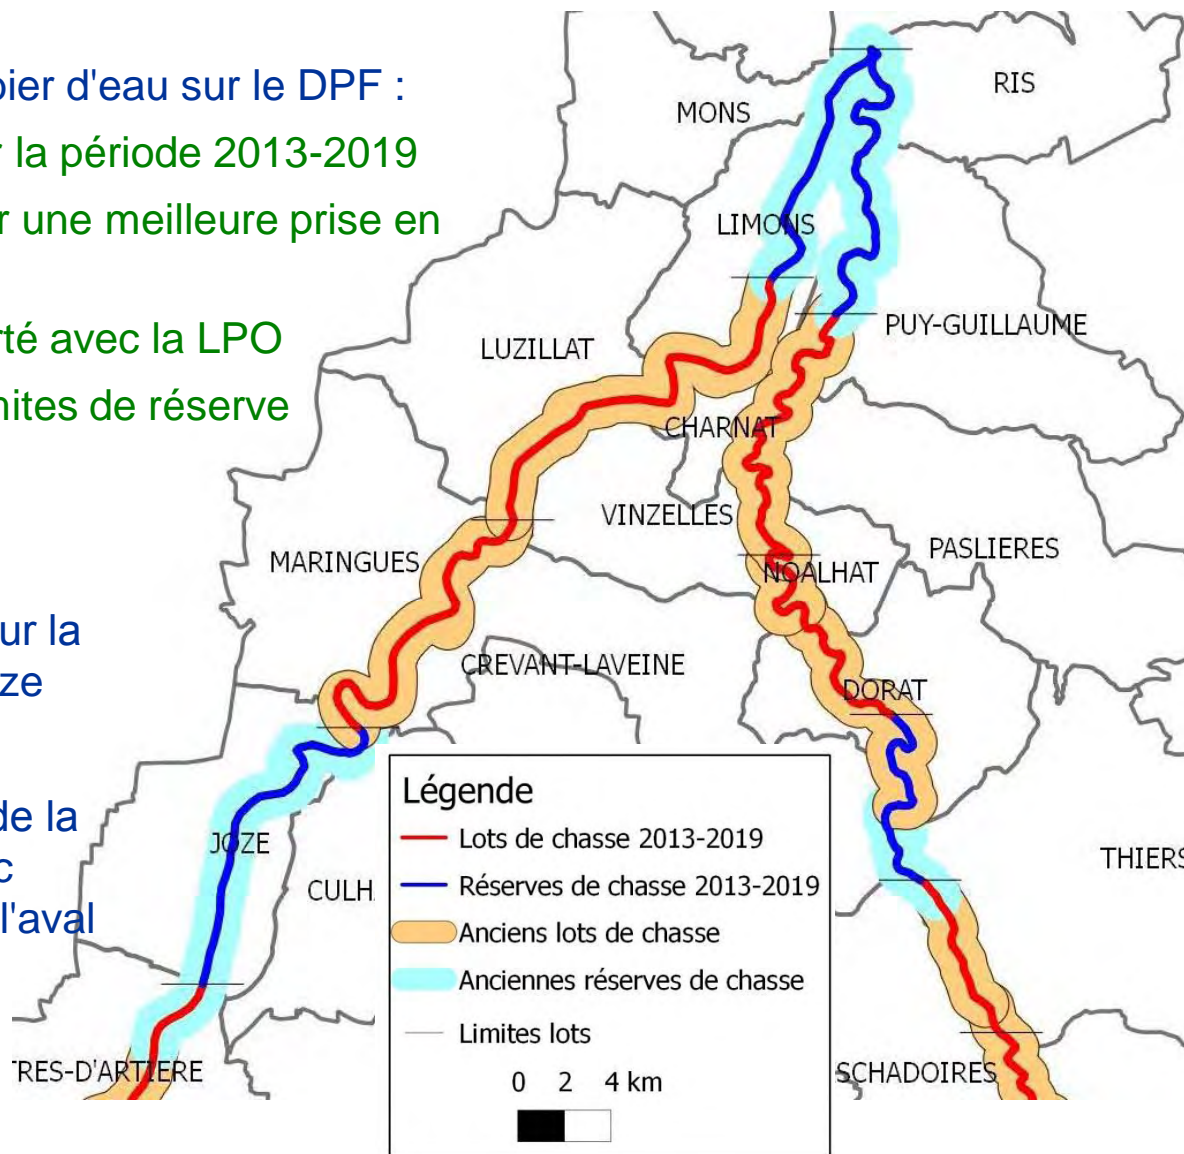 pier d'eau sur le DPF :
r la période 2013-2019
r une meilleure prise en
rté avec la LPO
nites de réserve
ur la
ze
de la
c
l'aval
RIS
MONS
LIMONS
PUY-GUILLAUME
LUZILLAT
CHARNAT
VINZELLES
PASLIERES
MARINGUES
NOALHAT
CREVANT-LAVEINE
DORAT
JOZE
THIERS
CULH
TRES-D'ARTIERE
SCHADOIRES
Légende
Lots de chasse 2013-2019
Réserves de chasse 2013-2019
Anciens lots de chasse
Anciennes réserves de chasse
Limites lots
0 2 4 km